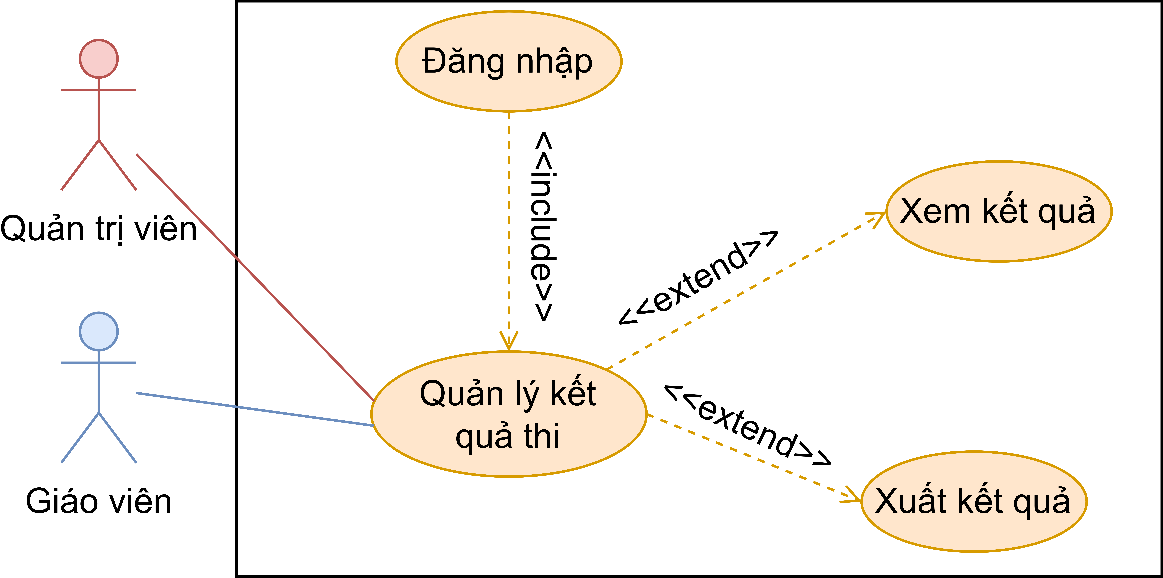 Đăng nhập
<<include>>
Xem kết quả
<<extend>>
Quản trị viên
Quản lý kết
quả thi
<<extend>>
Xuất kết quả
Giáo viên